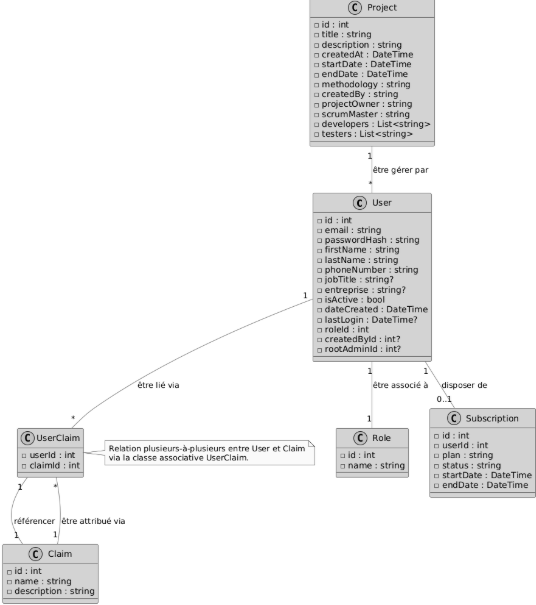 C Project
id : int
title : string
description : string
createdAt : DateTime
startDate : DateTime
endDate : DateTime
methodology : string
createdBy : string
projectOwner : string
scrumMaster : string
developers : List<string>
testers : List<string>
1
être gérer par
*
C User
id : int
email : string
passwordHash : string
firstName : string
lastName : string
phoneNumber : string
jobTitle : string?
entreprise : string?
isActive : bool
dateCreated : DateTime
lastLogin : DateTime?
roleId : int
createdById : int?
rootAdminId : int?
1
être lié via
*
1
être associé à
1
1
disposer de
0..1
C UserClaim
userId : int
claimId : int
Relation plusieurs-à-plusieurs entre User et Claim
via la classe associative UserClaim.
C Role
id : int
name : string
C Subscription
id : int
userId : int
plan : string
status : string
startDate : DateTime
endDate : DateTime
1
référencer
1
*
être attribué via
1
C Claim
id : int
name : string
description : string